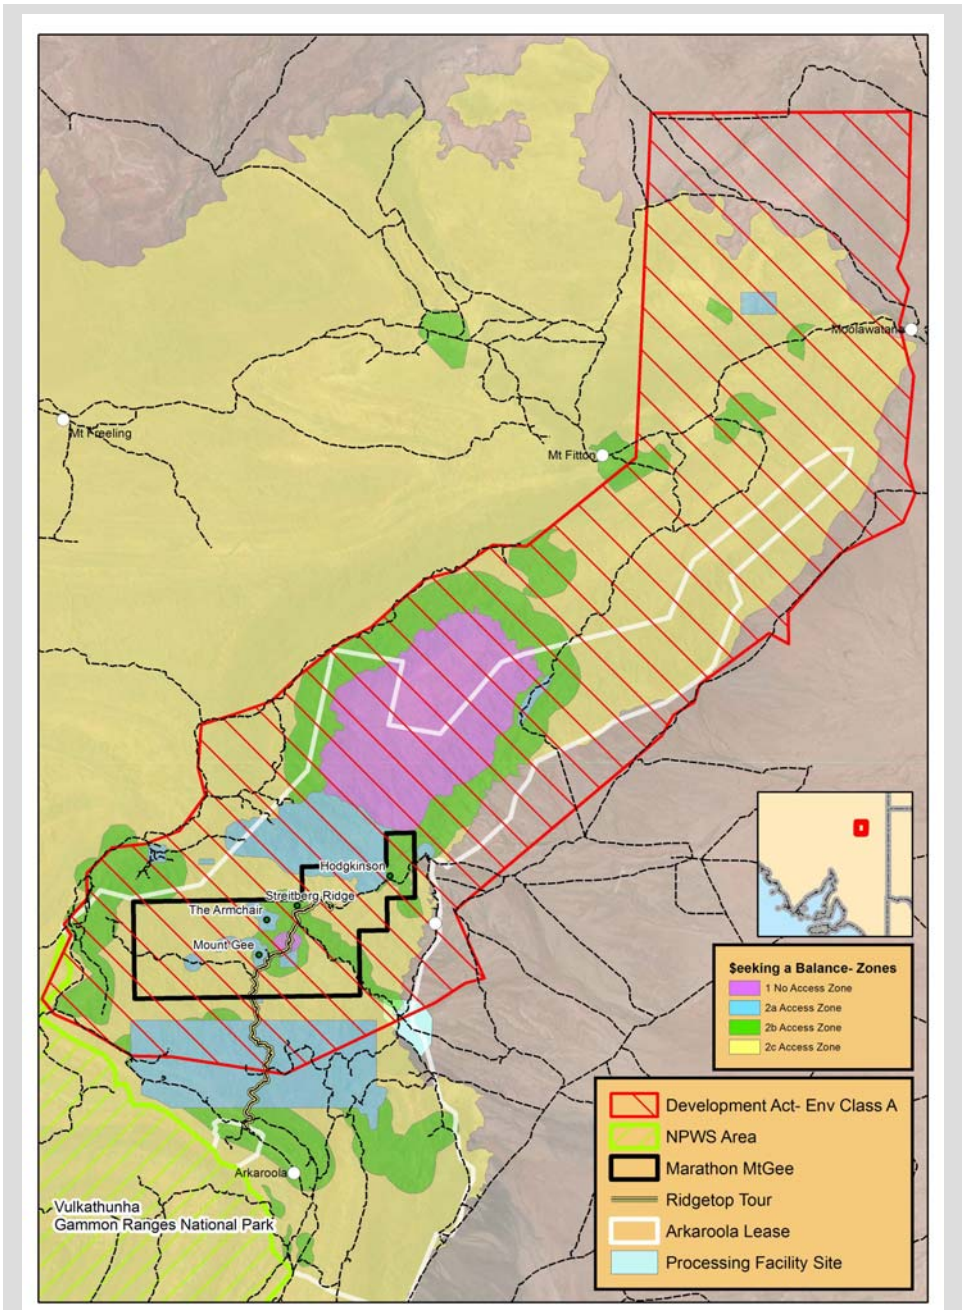 Moolawatana
Mt Freeling
Mt Fitton
Hodgkinson
Streitberg Ridge
The Armchair
Mount Gee
Seeking a Balance- Zones
1 No Access Zone
2a Access Zone
2b Access Zone
2c Access Zone
Development Act- Env Class A
NPWS Area
Marathon MtGee
Ridgetop Tour
Arkaroola Lease
Processing Facility Site
Arkaroola
Vulkathunha
Gammon Ranges National Park